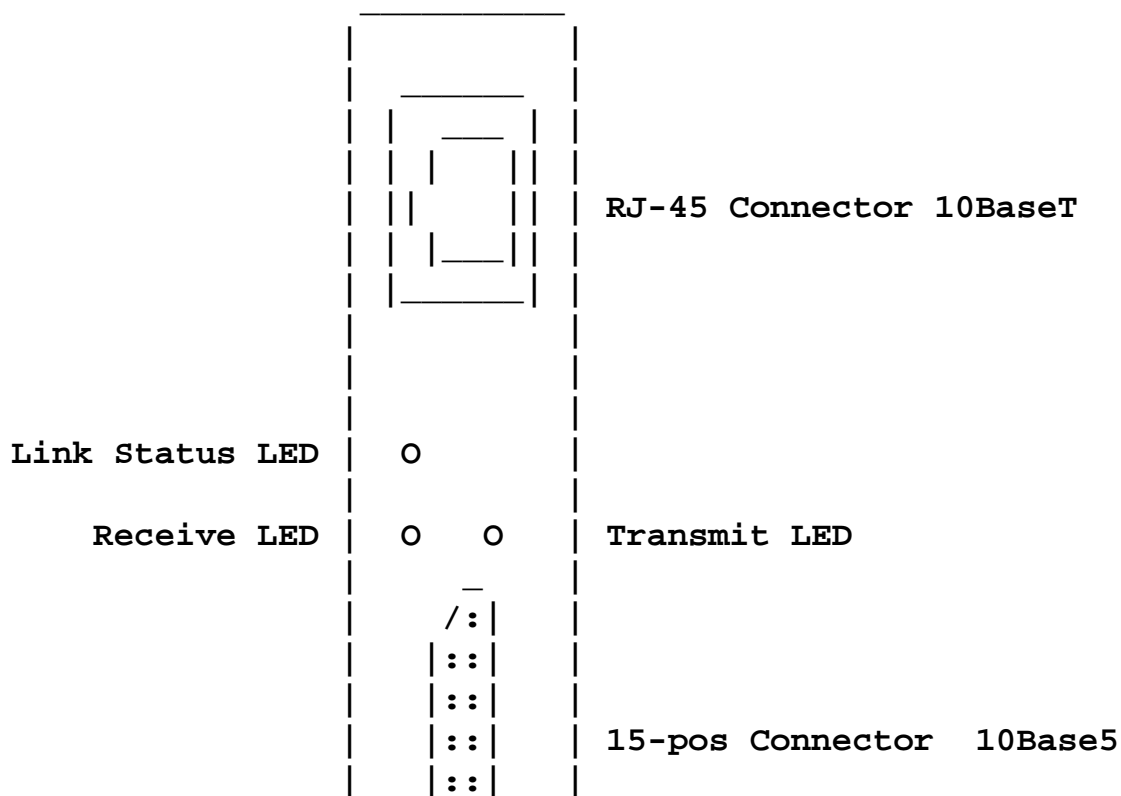 RJ-45 Connector 10BaseT
Link Status LED
Receive LED
Transmit LED
15-pos Connector 10Base5